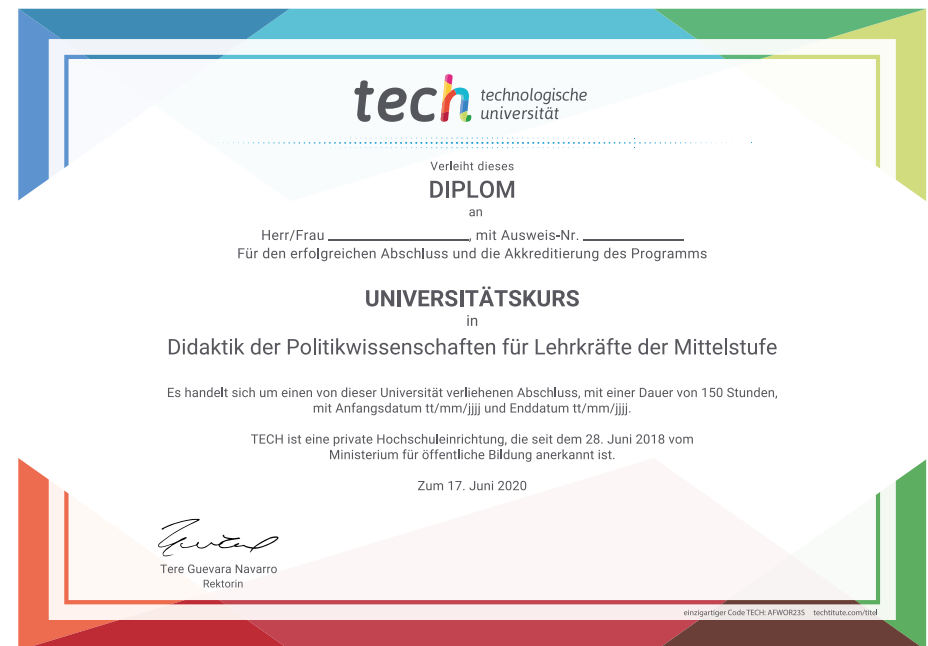 tech technologische
universität
Verleiht dieses
DIPLOM
an
Herr/Frau ____________, mit Ausweis-Nr. ____________
Für den erfolgreichen Abschluss und die Akkreditierung des Programms
UNIVERSITÄTSKURS
in
Didaktik der Politikwissenschaften für Lehrkräfte der Mittelstufe
Es handelt sich um einen von dieser Universität verliehenen Abschluss, mit einer Dauer von 150 Stunden,
mit Anfangsdatum tt/mm/jjjj und Enddatum tt/mm/jjjj.
TECH ist eine private Hochschuleinrichtung, die seit dem 28. Juni 2018 vom
Ministerium für öffentliche Bildung anerkannt ist.
Zum 17. Juni 2020
Tere Guevara Navarro
Rektorin
einzigartiger Code TECH: AFWOR23S techtitute.com/titel